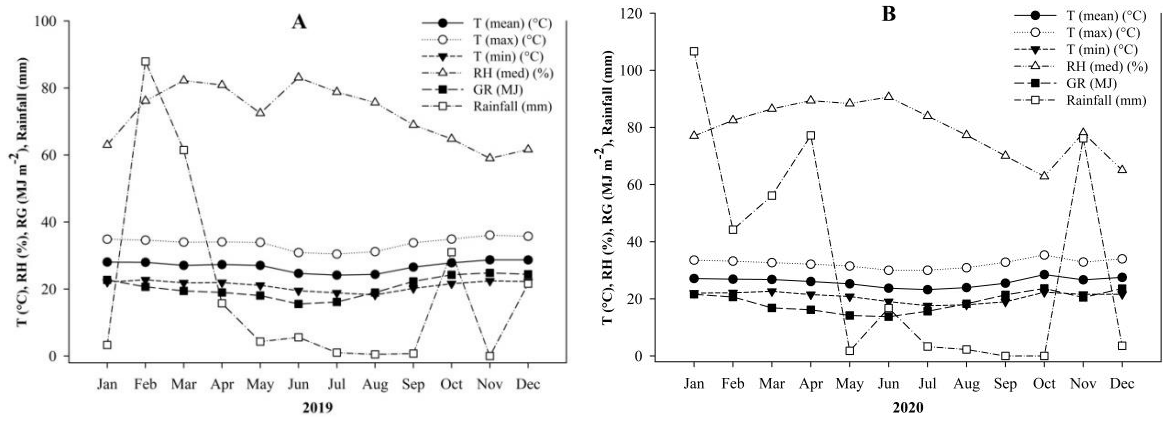 A
T (mean) (°C)
T (max) (°C)
T (min) (°C)
RH (med) (%)
GR (MJ)
Rainfall (mm)
T (°C), RH (%), RG (MJ m-2), Rainfall (mm)
100
80
60
40
20
0
Jan Feb Mar Apr May Jun Jul Aug Sep Oct Nov Dec
2019
B
T (mean) (°C)
T (max) (°C)
T (min) (°C)
RH (med) (%)
GR (MJ)
Rainfall (mm)
T (°C), RH (%), RG (MJ m-2), Rainfall (mm)
120
100
80
60
40
20
0
Jan Feb Mar Apr May Jun Jul Aug Sep Oct Nov Dec
2020